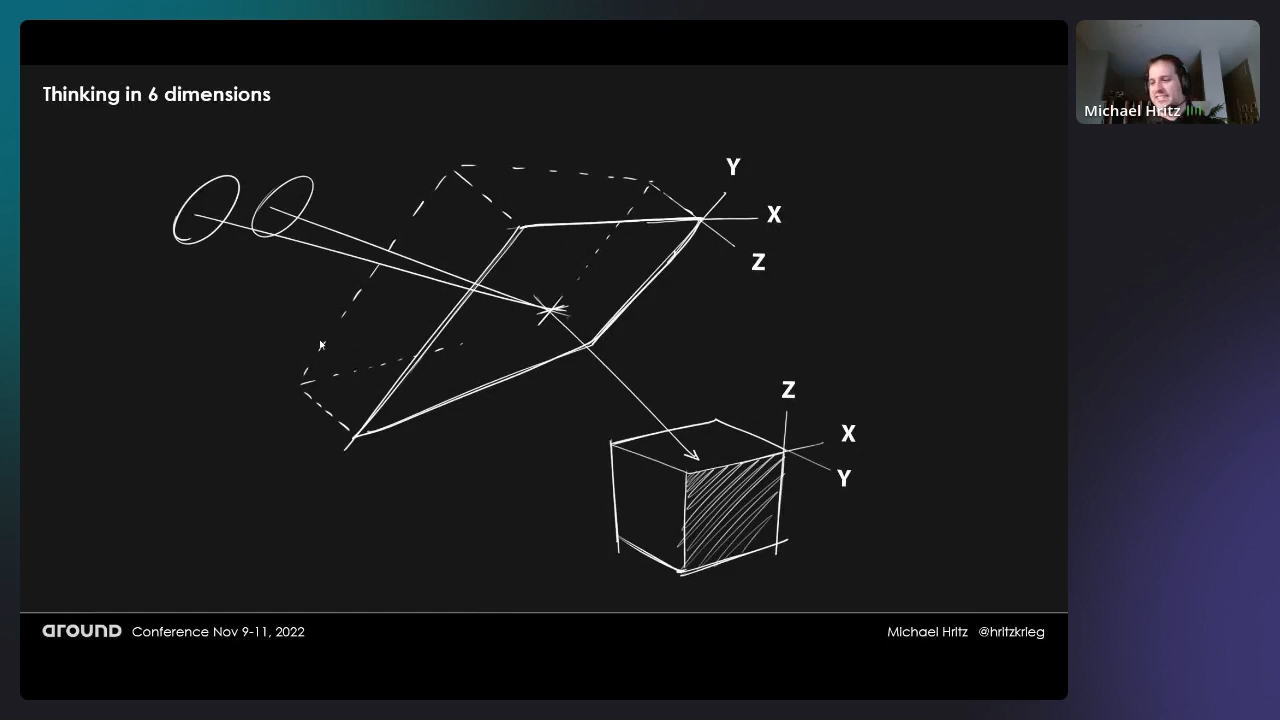 Thinking in 6 dimensions
Michael Hritz
Y
X
Z
Z
X
Y
around Conference Nov 9-11, 2022
Michael Hritz @hritzkrieg